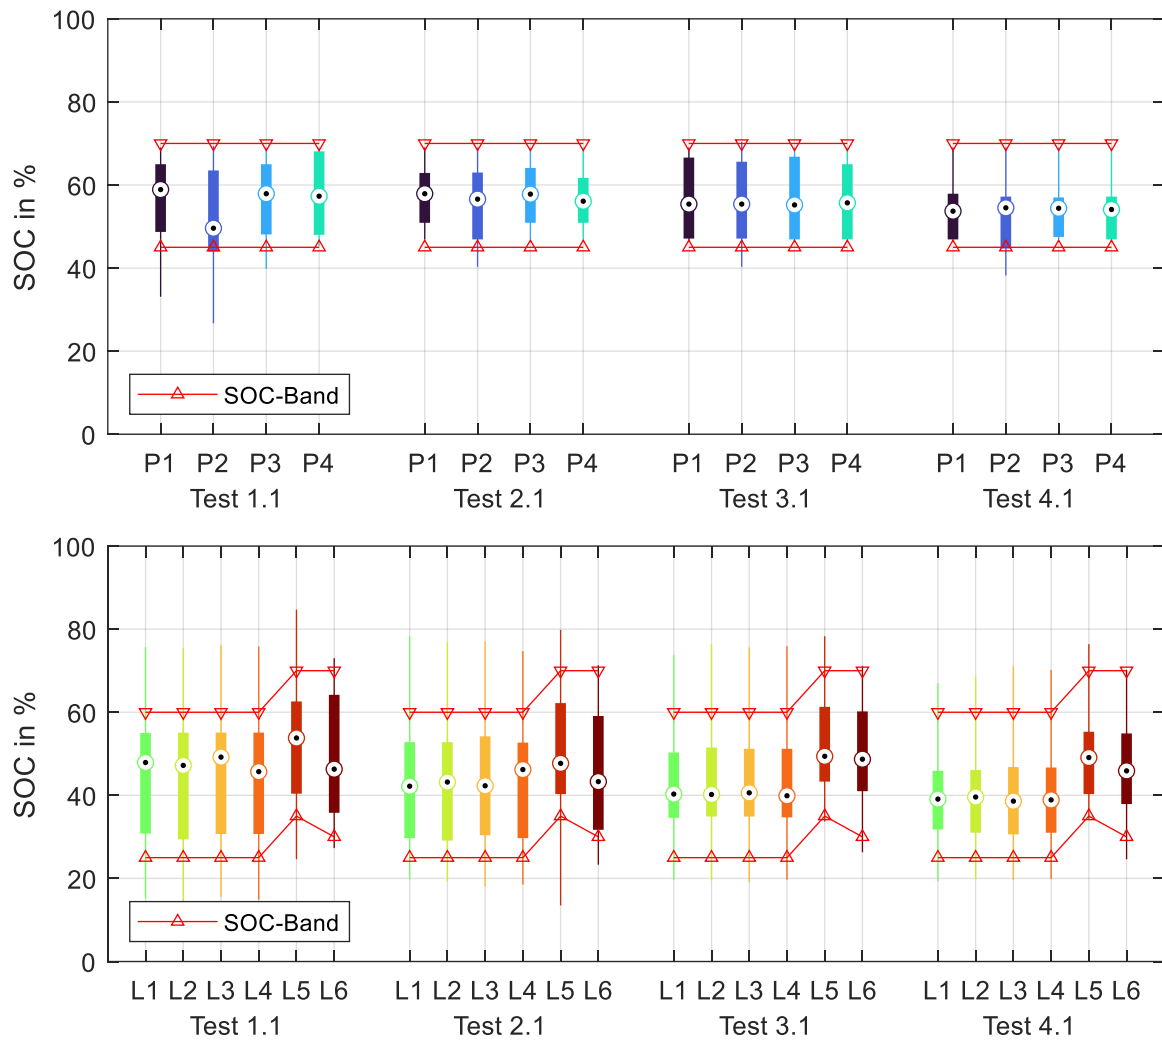 100
80
60
40
20
0
SOC in %
SOC-Band
P1 P2 P3 P4 P1 P2 P3 P4 P1 P2 P3 P4 P1 P2 P3 P4
Test 1.1 Test 2.1 Test 3.1 Test 4.1
100
80
60
40
20
0
SOC in %
SOC-Band
L1 L2 L3 L4 L5 L6 L1 L2 L3 L4 L5 L6 L1 L2 L3 L4 L5 L6 L1 L2 L3 L4 L5 L6
Test 1.1 Test 2.1 Test 3.1 Test 4.1